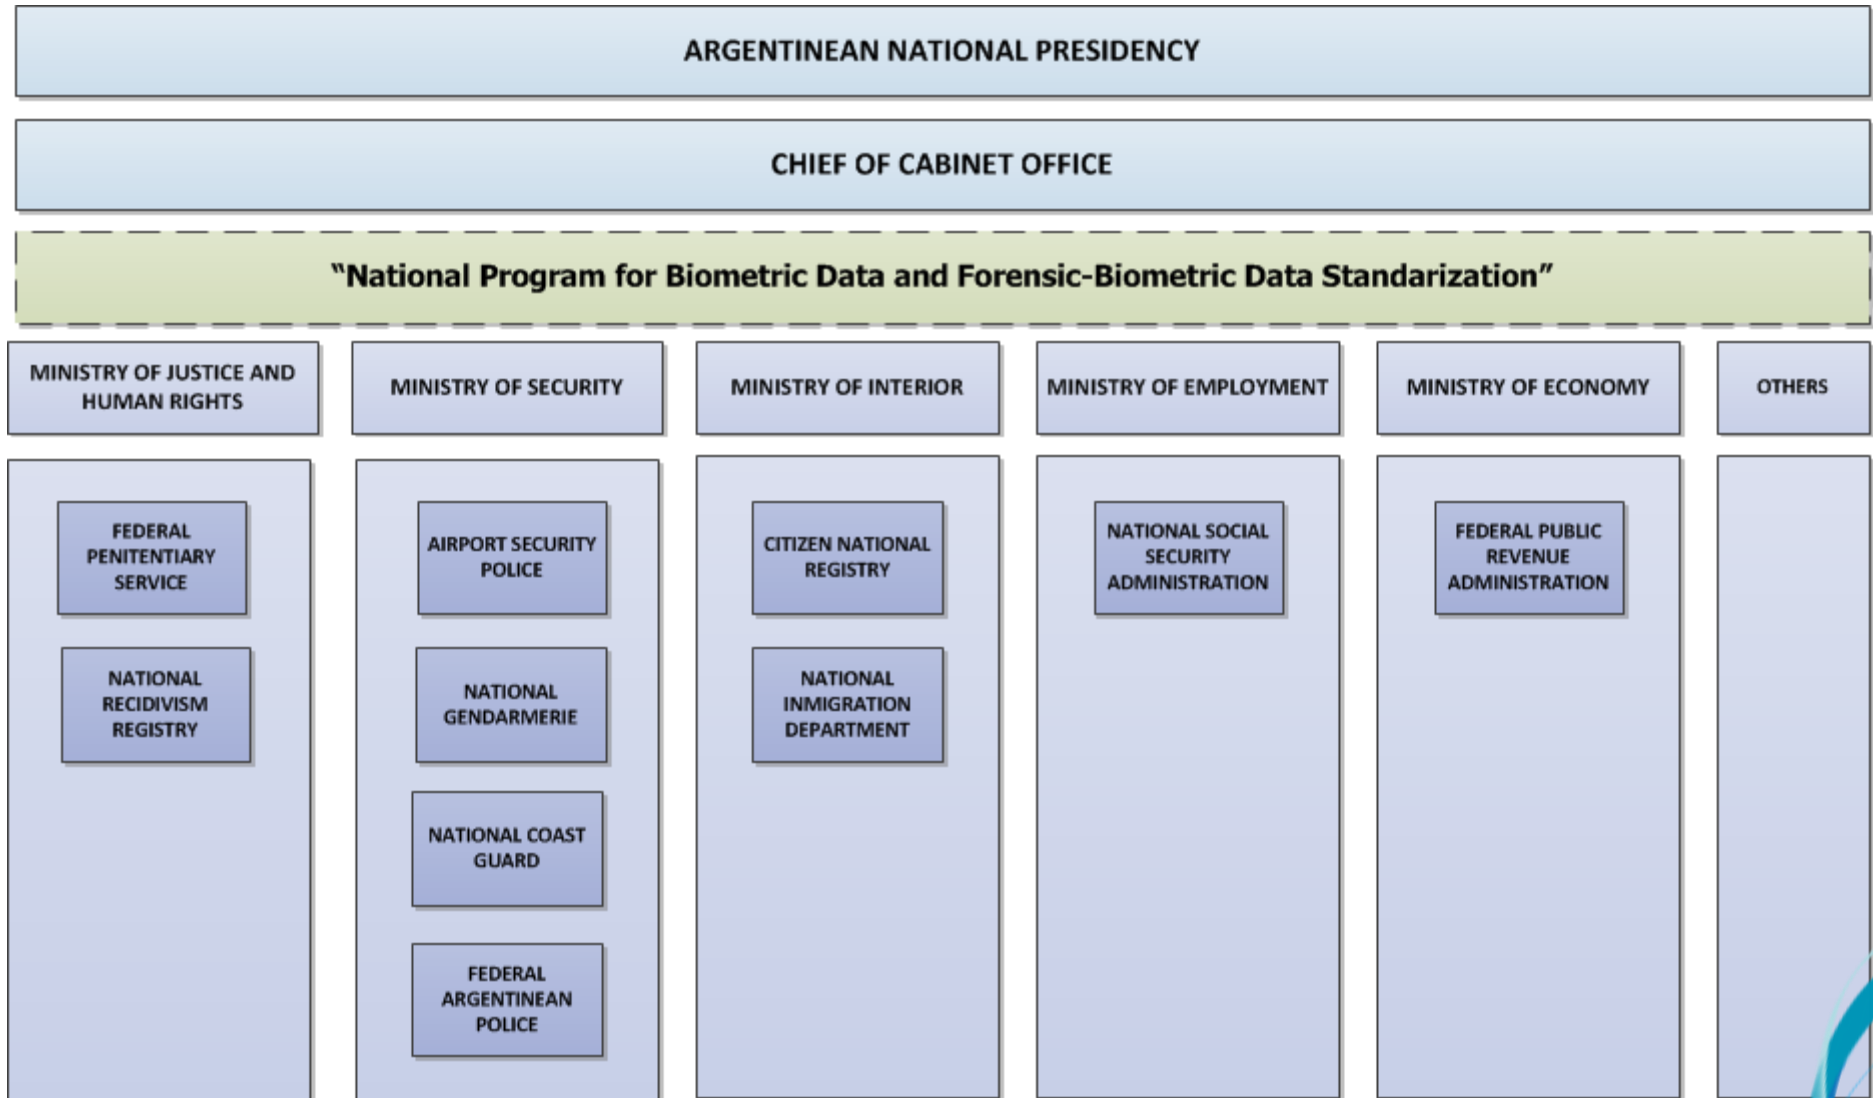 ARGENTINEAN NATIONAL PRESIDENCY
CHIEF OF CABINET OFFICE
“National Program for Biometric Data and Forensic-Biometric Data Standarization”
MINISTRY OF JUSTICE AND
HUMAN RIGHTS
MINISTRY OF SECURITY
MINISTRY OF INTERIOR
MINISTRY OF EMPLOYMENT
MINISTRY OF ECONOMY
OTHERS
FEDERAL
PENITENTIARY
SERVICE
NATIONAL
RECIDIVISM
REGISTRY
AIRPORT SECURITY
POLICE
NATIONAL
GENDARMERIE
NATIONAL COAST
GUARD
FEDERAL
ARGENTINEAN
POLICE
CITIZEN NATIONAL
REGISTRY
NATIONAL
INMIGRATION
DEPARTMENT
NATIONAL SOCIAL
SECURITY
ADMINISTRATION
FEDERAL PUBLIC
REVENUE
ADMINISTRATION